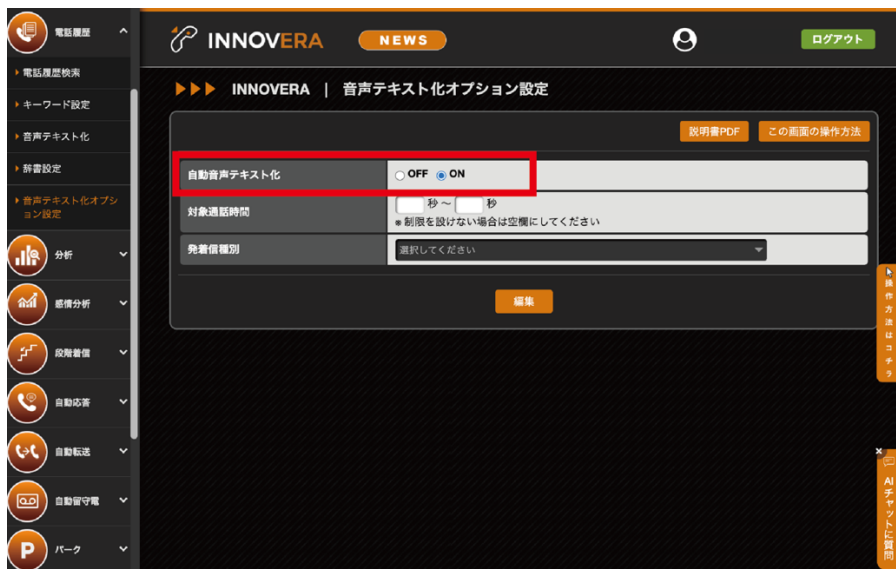 電話履歴
電話履歴検索
キーワード設定
音声テキスト化
辞書設定
音声テキスト化オプション設定
分析
感情分析
段階着信
自動応答
自動転送
自動留守電
P
パーク
INNOVERA
NEWS
ログアウト
INNOVERA | 音声テキスト化オプション設定
説明書PDF
この画面の操作方法
自動音声テキスト化
OFF ON
対象通話時間
秒〜 秒
※制限を設けない場合は空欄にしてください
発着信種別
選択してください
編集
操作方法はコチラ
×
AIチャットに質問